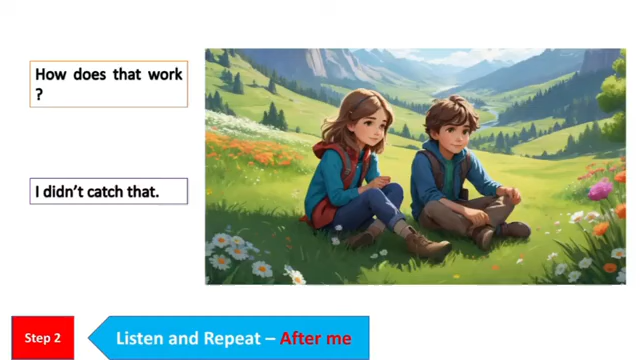 How does that work
?
I didn't catch that.
Step 2
Listen and Repeat – After me